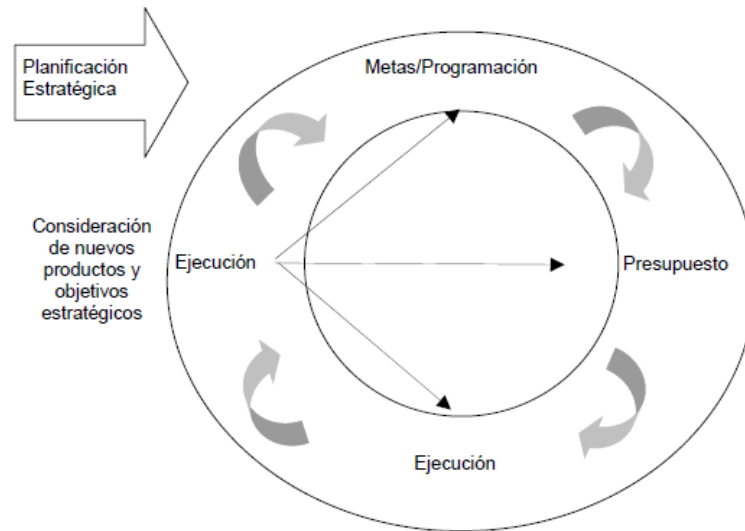 Planificación
Estratégica
Metas/Programación
Consideración
de nuevos
productos y
objetivos
estratégicos
Ejecución
Presupuesto
Ejecución